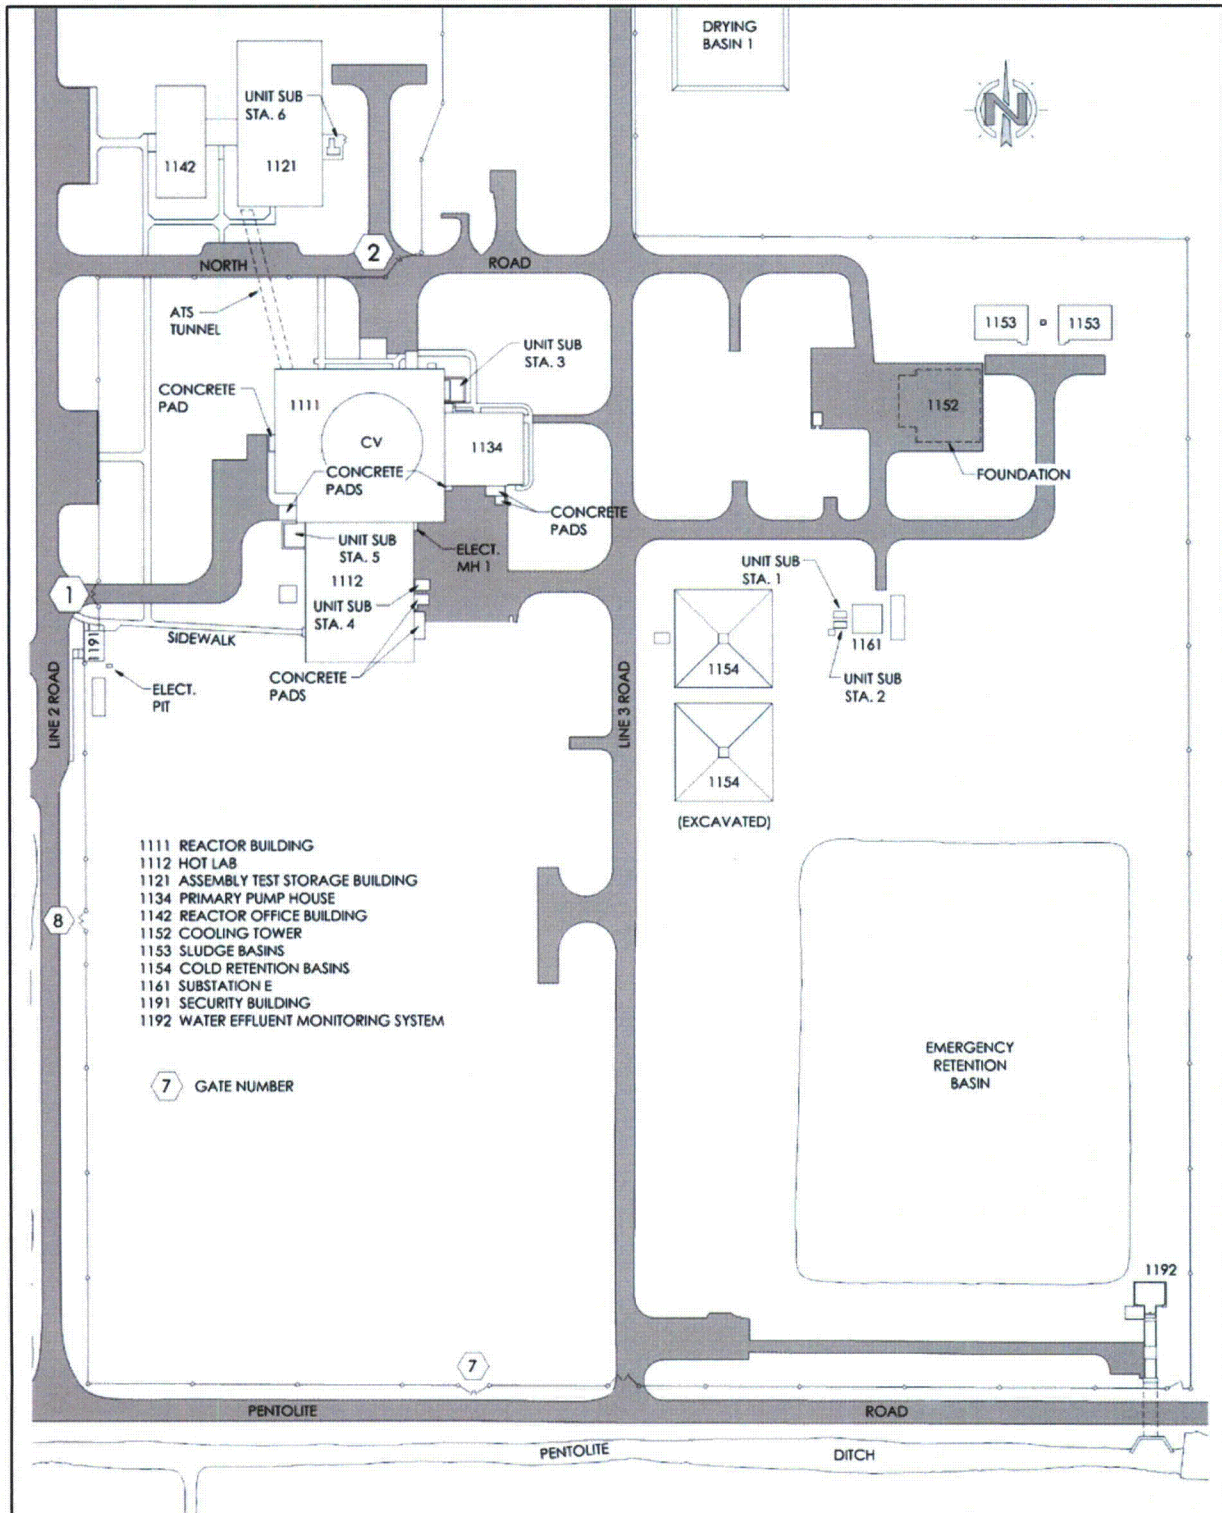 DRYING
BASIN 1
N
UNIT SUB
STA. 6
1142
1121
2
NORTH
ROAD
ATS
TUNNEL
1153
1153
UNIT SUB
STA. 3
CONCRETE
PAD
1111
1152
CV
1134
CONCRETE
PADS
FOUNDATION
CONCRETE
PADS
UNIT SUB
STA. 5
ELECT.
MH 1
UNIT SUB
STA. 1
1112
1
UNIT SUB
STA. 4
SIDEWALK
1191
1161
1154
CONCRETE
PADS
UNIT SUB
STA. 2
ELECT.
PIT
LINE 2 ROAD
LINE 3 ROAD
1154
(EXCAVATED)
1111 REACTOR BUILDING
1112 HOT LAB
1121 ASSEMBLY TEST STORAGE BUILDING
1134 PRIMARY PUMP HOUSE
1142 REACTOR OFFICE BUILDING
1152 COOLING TOWER
1153 SLUDGE BASINS
1154 COLD RETENTION BASINS
1161 SUBSTATION E
1191 SECURITY BUILDING
1192 WATER EFFLUENT MONITORING SYSTEM
8
7 GATE NUMBER
EMERGENCY
RETENTION
BASIN
1192
7
PENTOLITE
ROAD
PENTOLITE
DITCH